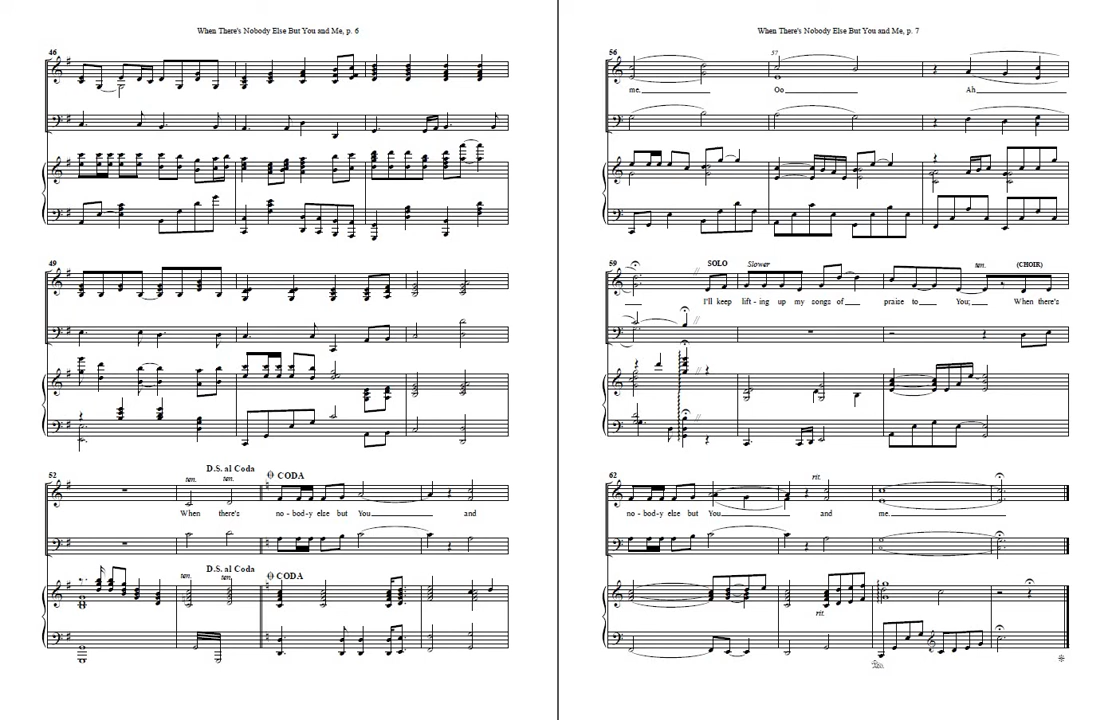 When There's Nobody Else But You and Me, p. 6
46
49
52
D.S. al Coda
CODA
ten.
ten.
When there's no - bod - y else but You and
D.S. al Coda
CODA
ten.
ten.
When There's Nobody Else But You and Me, p. 7
56
57
me. Oo Ah
59
SOLO
Slower
ten.
(CHOIR)
I'll keep lift - ing up my songs of praise to You; When there's
62
rit.
no - bod - y else but You and me.
rit.